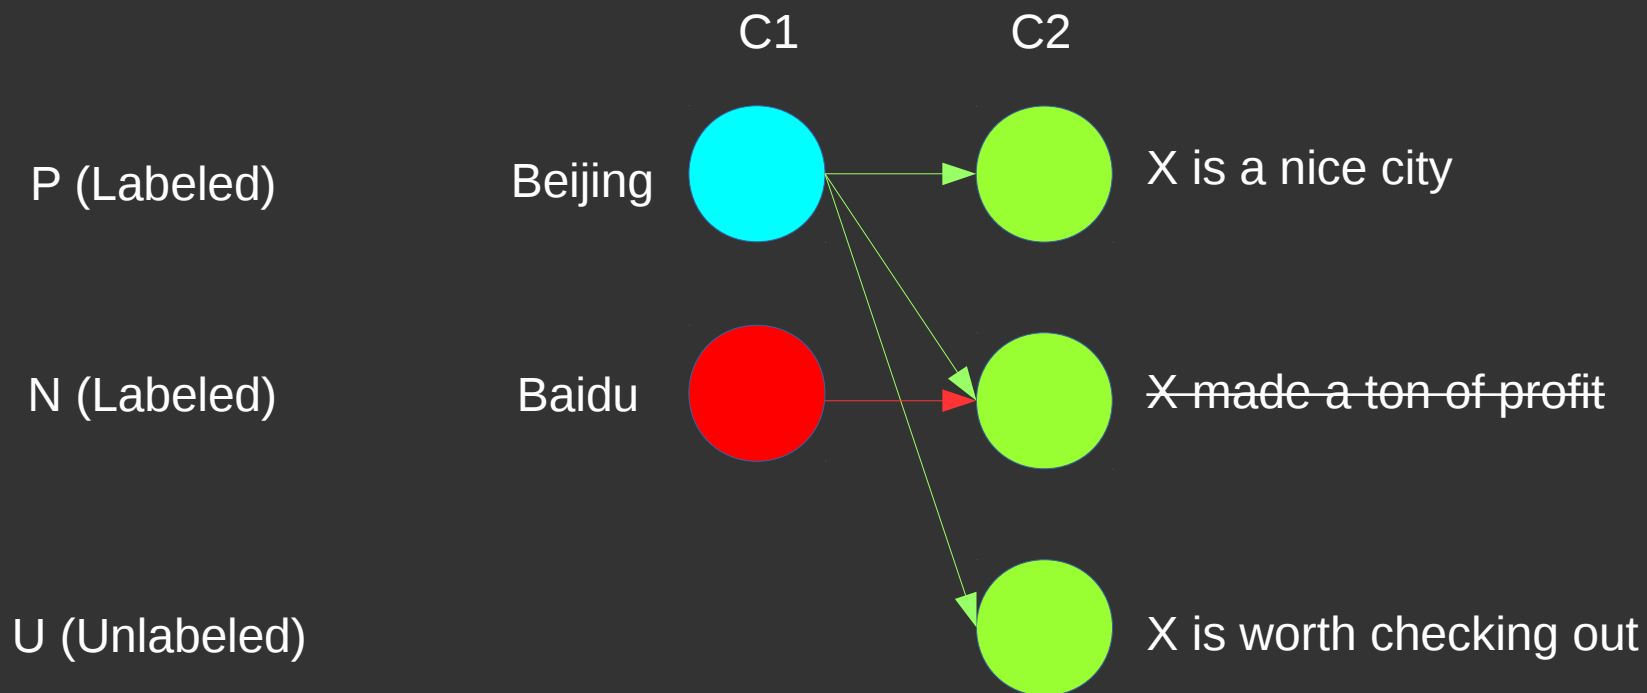 C1 C2
P (Labeled) Beijing X is a nice city
N (Labeled) Baidu X made a ton of profit
U (Unlabeled) X is worth checking out